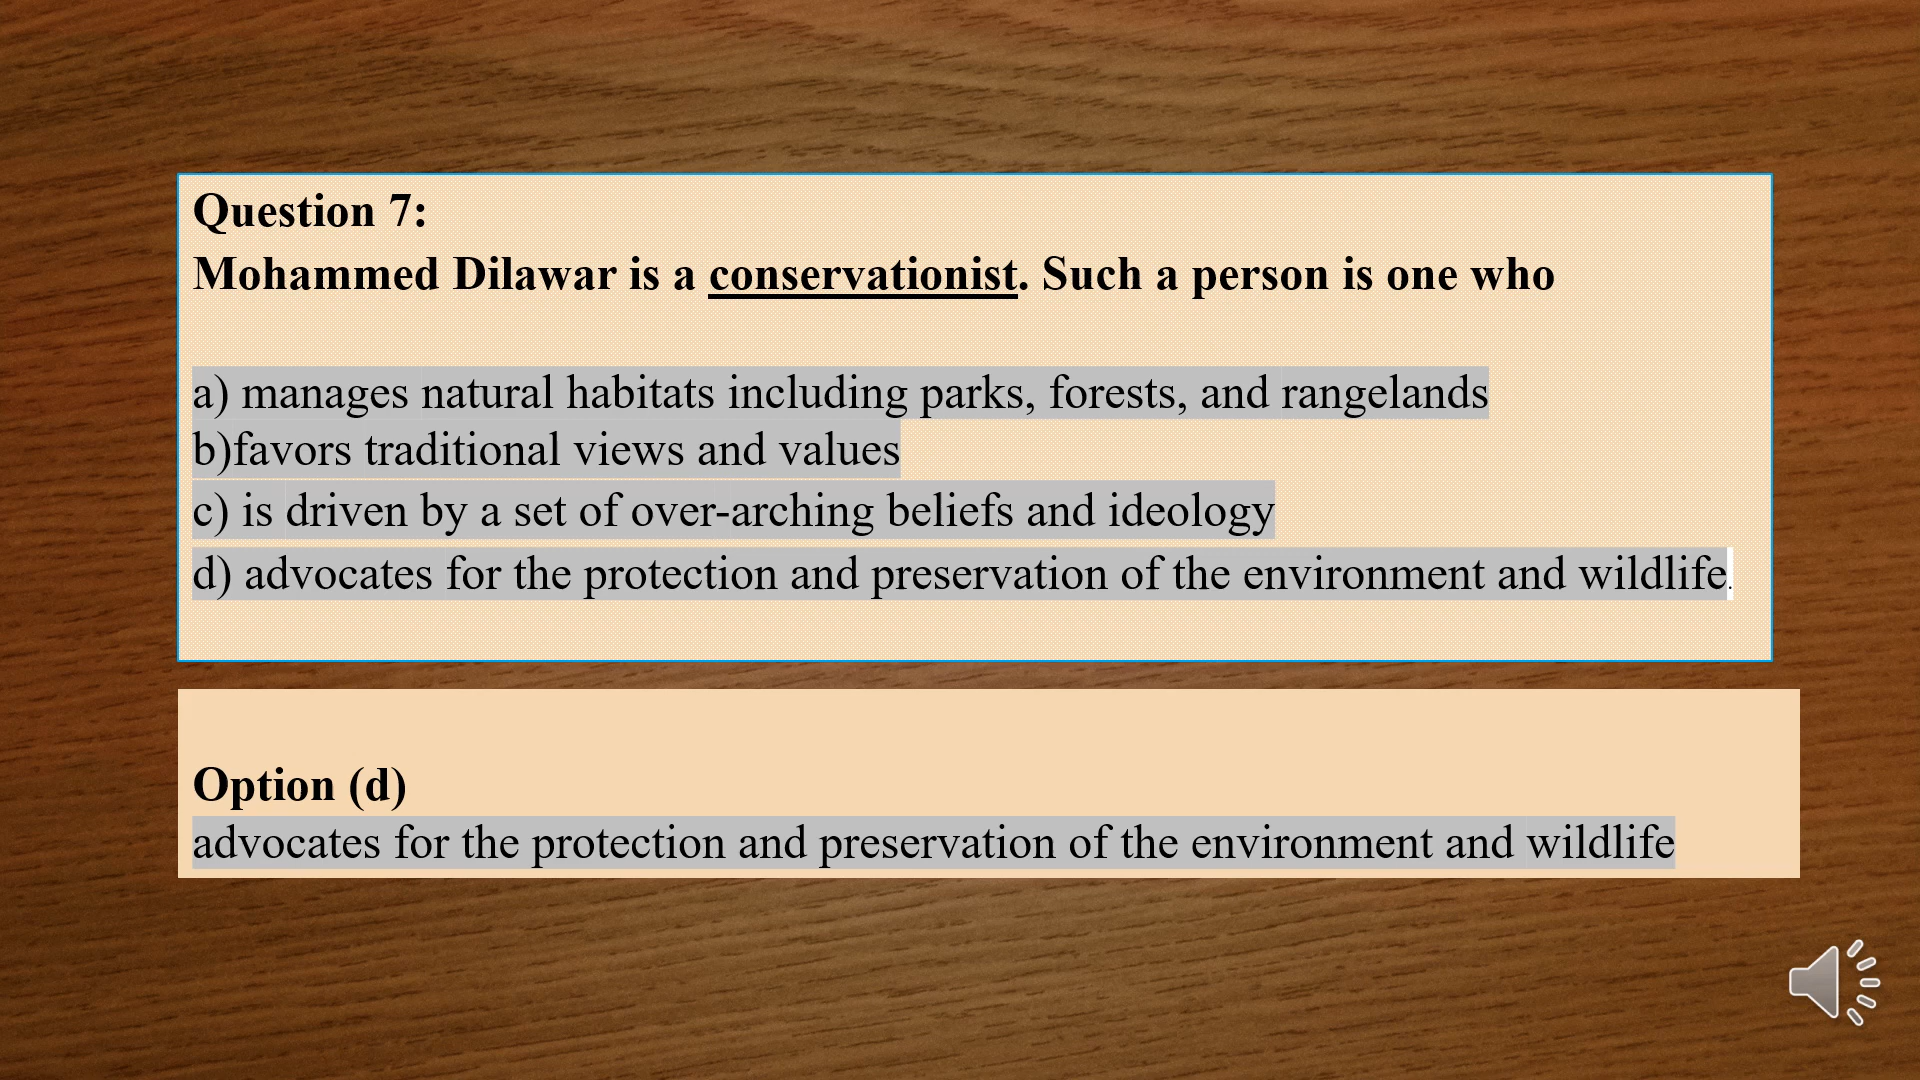 Question 7:
Mohammed Dilawar is a conservationist. Such a person is one who
a) manages natural habitats including parks, forests, and rangelands
b)favors traditional views and values
c) is driven by a set of over-arching beliefs and ideology
d) advocates for the protection and preservation of the environment and wildlife.
Option (d)
advocates for the protection and preservation of the environment and wildlife